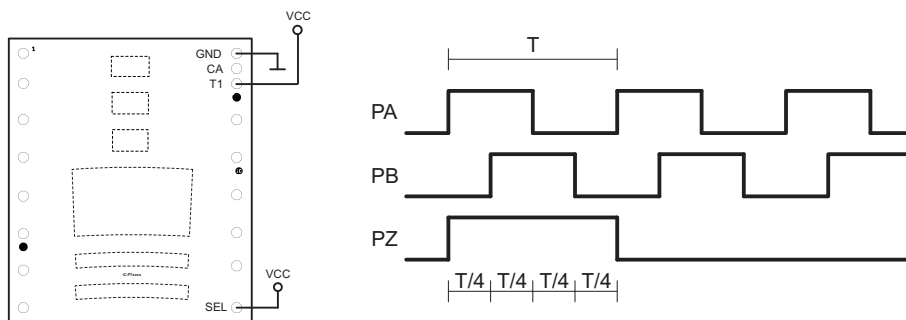 VCC
1
GND
CA
T1
VCC
SEL
T
PA
PB
PZ
T/4 T/4 T/4 T/4